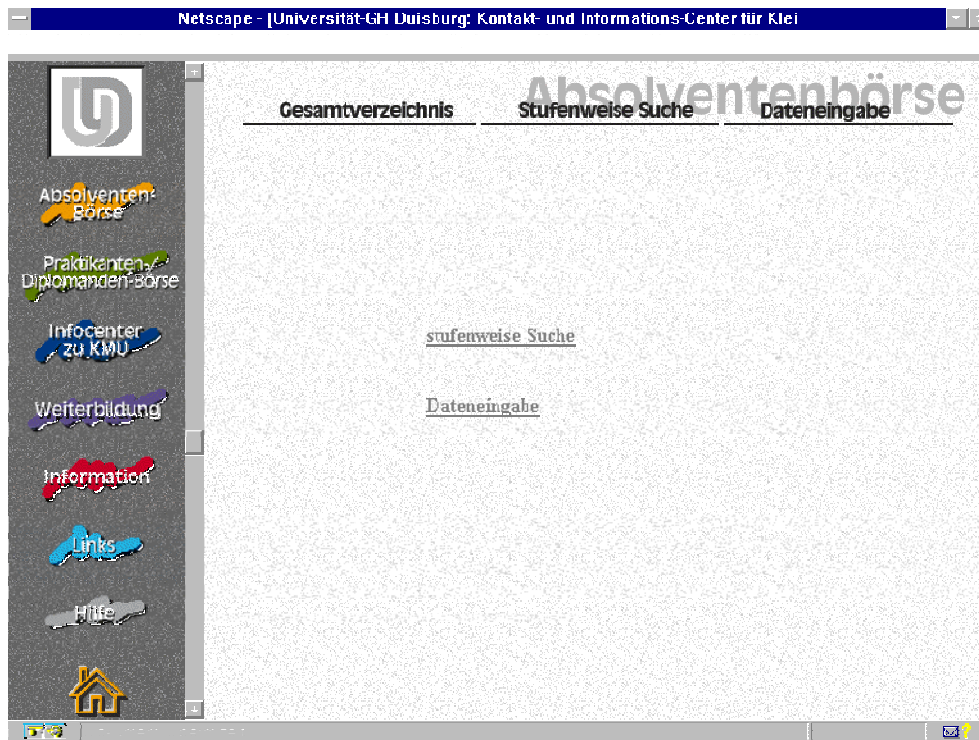 Netscape - [Universität-GH Duisburg: Kontakt- und Informations-Center für Klei
Absolventenbörse
Gesamtverzeichnis Stufenweise Suche Dateneingabe
Absolventen-
Börse
Praktikanten-/
Diplomanden-Börse
Infocenter
zu KMU
Weiterbildung
Information
Links
Hilfe
stufenweise Suche
Dateneingabe